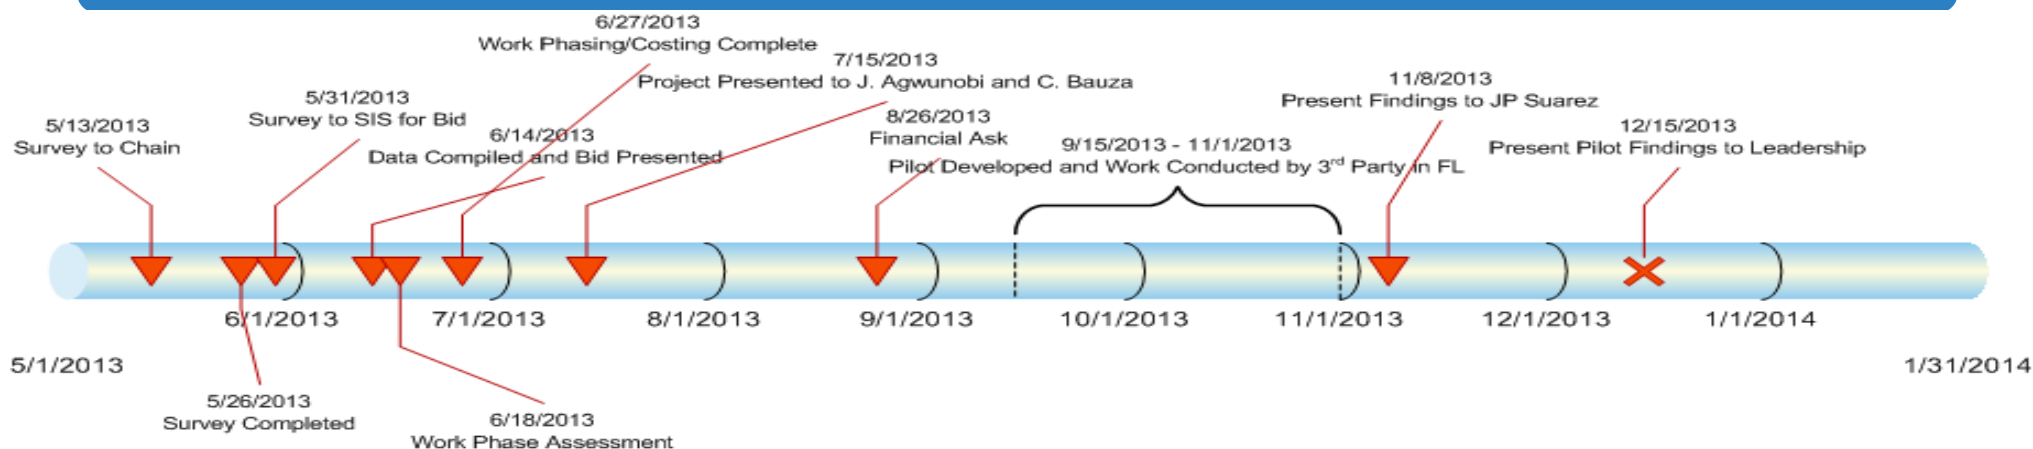 6/27/2013
Work Phasing/Costing Complete
7/15/2013
Project Presented to J. Agwunobi and C. Bauza
11/8/2013
Present Findings to JP Suarez
5/31/2013
Survey to SIS for Bid
8/26/2013
Financial Ask
5/13/2013
Survey to Chain
6/14/2013
Data Compiled and Bid Presented
9/15/2013 - 11/1/2013
Pilot Developed and Work Conducted by 3rd Party in FL
12/15/2013
Present Pilot Findings to Leadership
6/1/2013
7/1/2013
8/1/2013
9/1/2013
10/1/2013
11/1/2013
12/1/2013
1/1/2014
5/1/2013
1/31/2014
5/26/2013
Survey Completed
6/18/2013
Work Phase Assessment